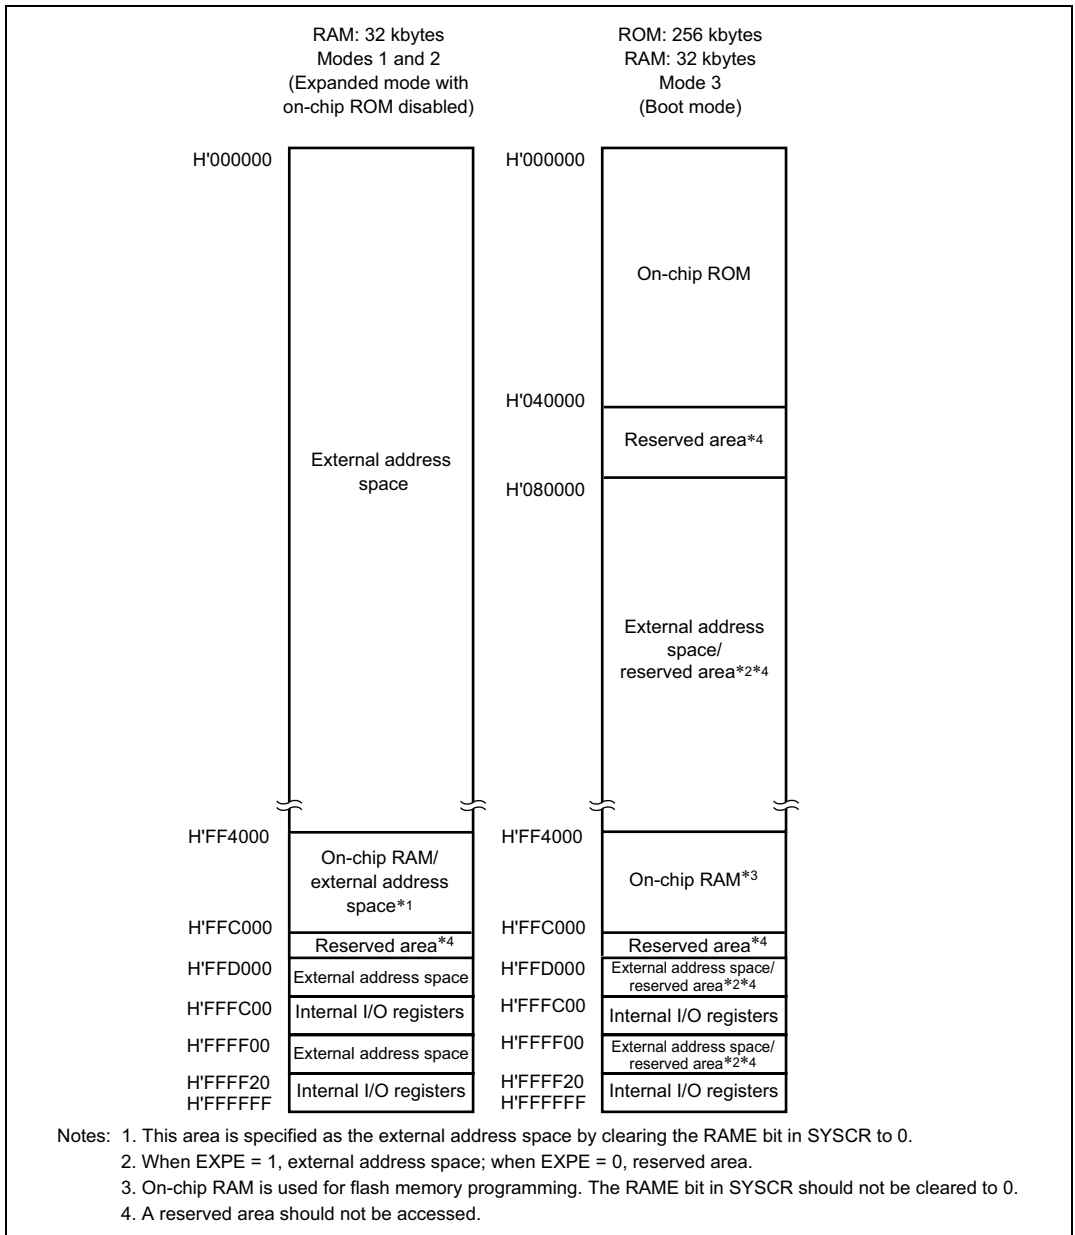 RAM: 32 kbytes
Modes 1 and 2
(Expanded mode with
on-chip ROM disabled)
H'000000
External address
space
H'FF4000
On-chip RAM/
external address
space*1
H'FFC000
Reserved area*4
H'FFD000
External address space
H'FFFC00
Internal I/O registers
H'FFFF00
External address space
H'FFFF20
Internal I/O registers
H'FFFFFF
ROM: 256 kbytes
RAM: 32 kbytes
Mode 3
(Boot mode)
H'000000
On-chip ROM
H'040000
Reserved area*4
H'080000
External address
space/
reserved area*2*4
H'FF4000
On-chip RAM*3
H'FFC000
Reserved area*4
H'FFD000
External address space/
reserved area*2*4
H'FFFC00
Internal I/O registers
H'FFFF00
External address space/
reserved area*2*4
H'FFFF20
Internal I/O registers
H'FFFFFF
Notes: 1. This area is specified as the external address space by clearing the RAME bit in SYSCR to 0.
2. When EXPE = 1, external address space; when EXPE = 0, reserved area.
3. On-chip RAM is used for flash memory programming. The RAME bit in SYSCR should not be cleared to 0.
4. A reserved area should not be accessed.